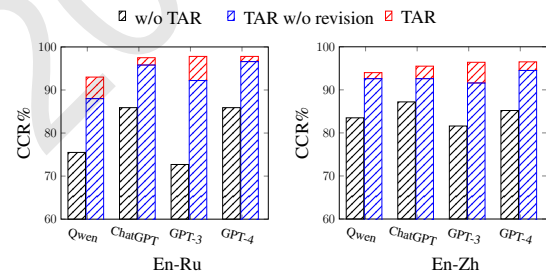 w/o TAR TAR w/o revision TAR
CCR%
100
90
80
70
60
Qwen ChatGPT GPT-3 GPT-4
En-Ru
CCR%
100
90
80
70
60
Qwen ChatGPT GPT-3 GPT-4
En-Zh